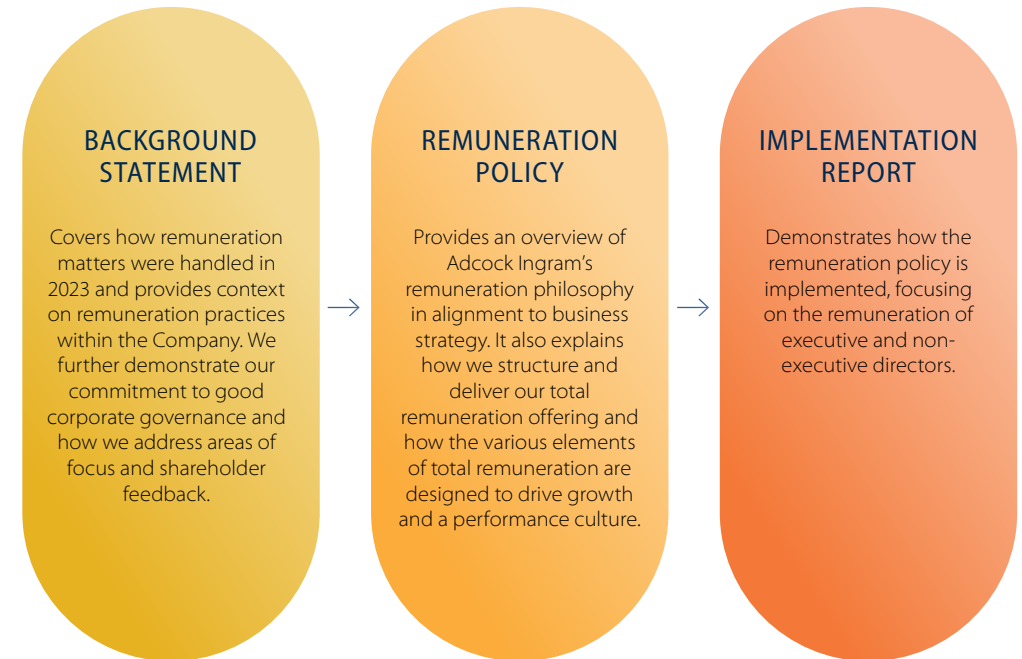 BACKGROUND
STATEMENT
Covers how remuneration
matters were handled in
2023 and provides context
on remuneration practices
within the Company. We
further demonstrate our
commitment to good
corporate governance and
how we address areas of
focus and shareholder
feedback.
REMUNERATION
POLICY
Provides an overview of
Adcock Ingram’s
remuneration philosophy
in alignment to business
strategy. It also explains
how we structure and
deliver our total
remuneration offering and
how the various elements
of total remuneration are
designed to drive growth
and a performance culture.
IMPLEMENTATION
REPORT
Demonstrates how the
remuneration policy is
implemented, focusing
on the remuneration of
executive and non-
executive directors.